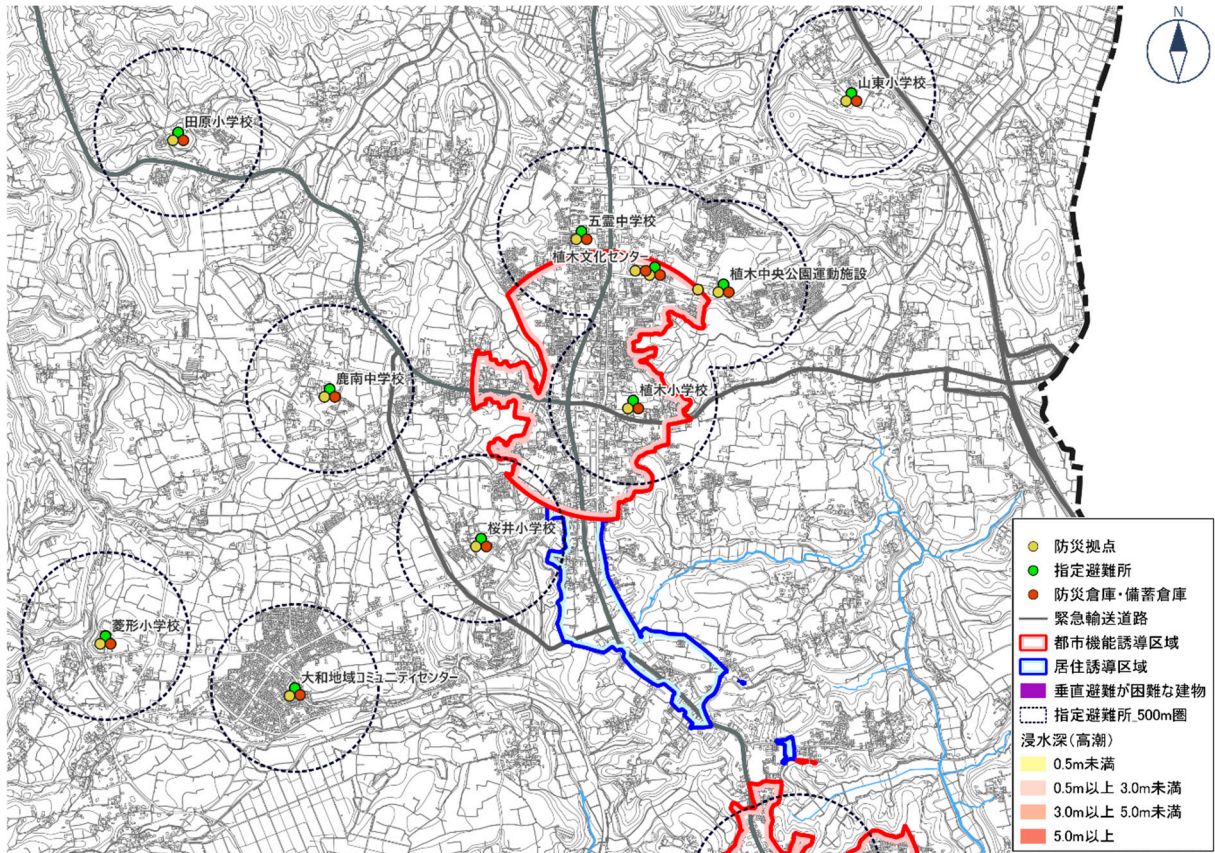 N
山東小学校
田原小学校
五霊中学校
植木文化センター
植木中央公園運動施設
鹿南中学校
植木小学校
桜井小学校
菱形小学校
大和地域コミュニティセンター
防災拠点
指定避難所
防災倉庫・備蓄倉庫
緊急輸送道路
都市機能誘導区域
居住誘導区域
垂直避難が困難な建物
指定避難所_500m圏
浸水深(高潮)
0.5m未満
0.5m以上 3.0m未満
3.0m以上 5.0m未満
5.0m以上